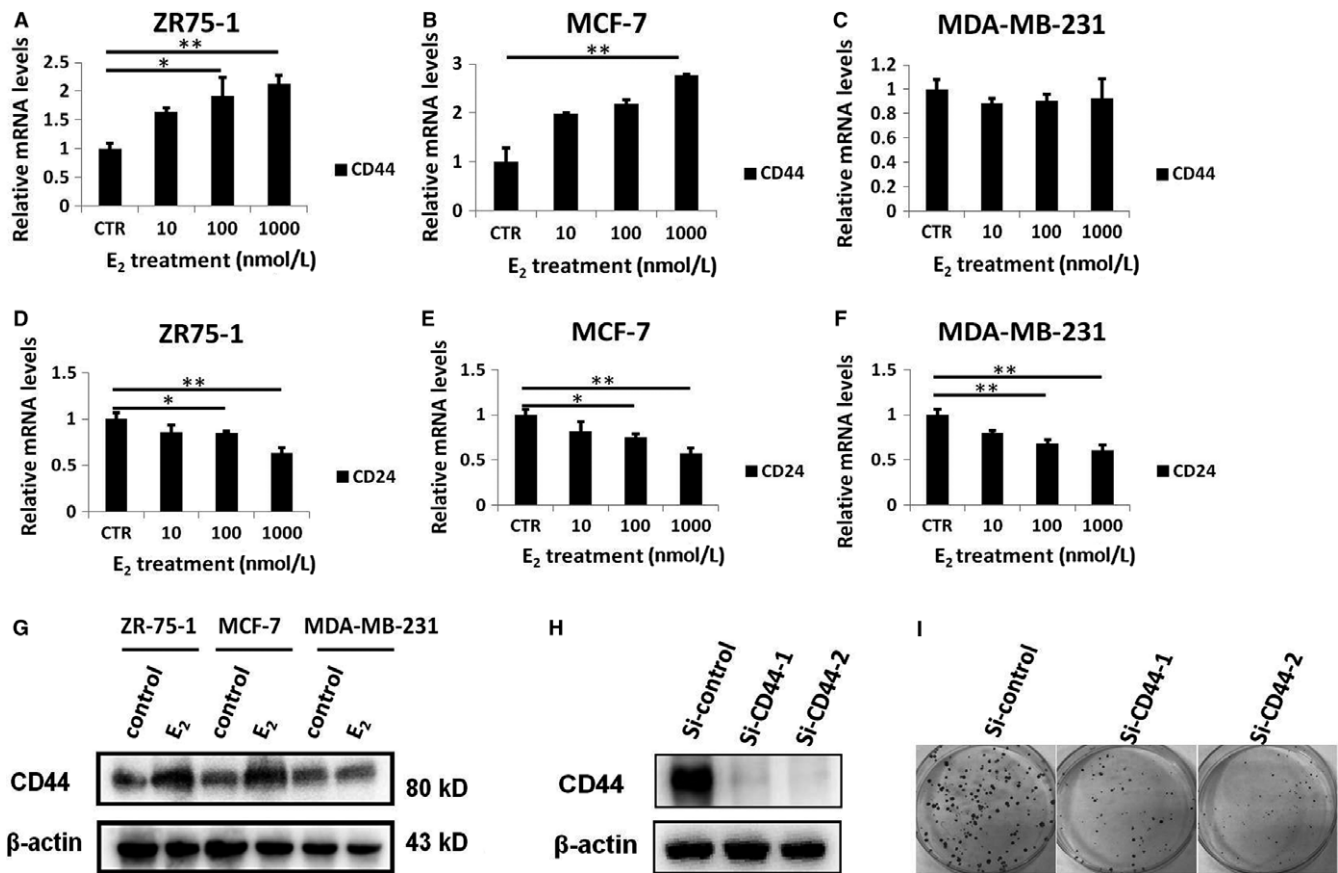 A
ZR75-1
Relative mRNA levels
2.5
2
1.5
1
0.5
0
**
*
CTR 10 100 1000
E₂ treatment (nmol/L)
CD44
B
MCF-7
Relative mRNA levels
3
2
1
0
**
CTR 10 100 1000
E₂ treatment (nmol/L)
CD44
C
MDA-MB-231
Relative mRNA levels
1.2
1
0.8
0.6
0.4
0.2
0
CTR 10 100 1000
E₂ treatment (nmol/L)
CD44
D
ZR75-1
Relative mRNA levels
1.5
1
0.5
0
**
*
CTR 10 100 1000
E₂ treatment (nmol/L)
CD24
E
MCF-7
Relative mRNA levels
1.5
1
0.5
0
**
*
CTR 10 100 1000
E₂ treatment (nmol/L)
CD24
F
MDA-MB-231
Relative mRNA levels
1.5
1
0.5
0
**
**
CTR 10 100 1000
E₂ treatment (nmol/L)
CD24
G
ZR-75-1 MCF-7 MDA-MB-231
control E₂ control E₂ control E₂
CD44 80 kD
β-actin 43 kD
H
Si-control Si-CD44-1 Si-CD44-2
CD44
β-actin
I
Si-control Si-CD44-1 Si-CD44-2